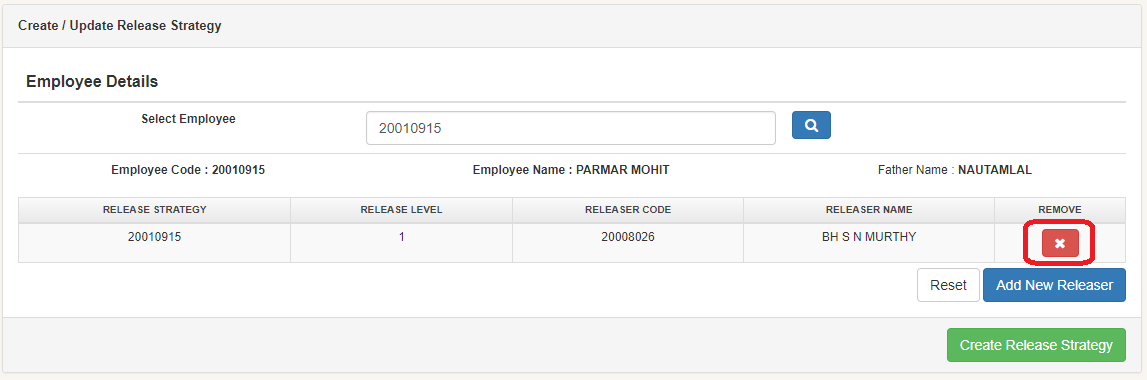 Create / Update Release Strategy
Employee Details
Select Employee
20010915
Employee Code : 20010915 Employee Name : PARMAR MOHIT Father Name : NAUTAMLAL
RELEASE STRATEGY RELEASE LEVEL RELEASER CODE RELEASER NAME REMOVE
20010915 1 20008026 BH S N MURTHY
Reset Add New Releaser
Create Release Strategy